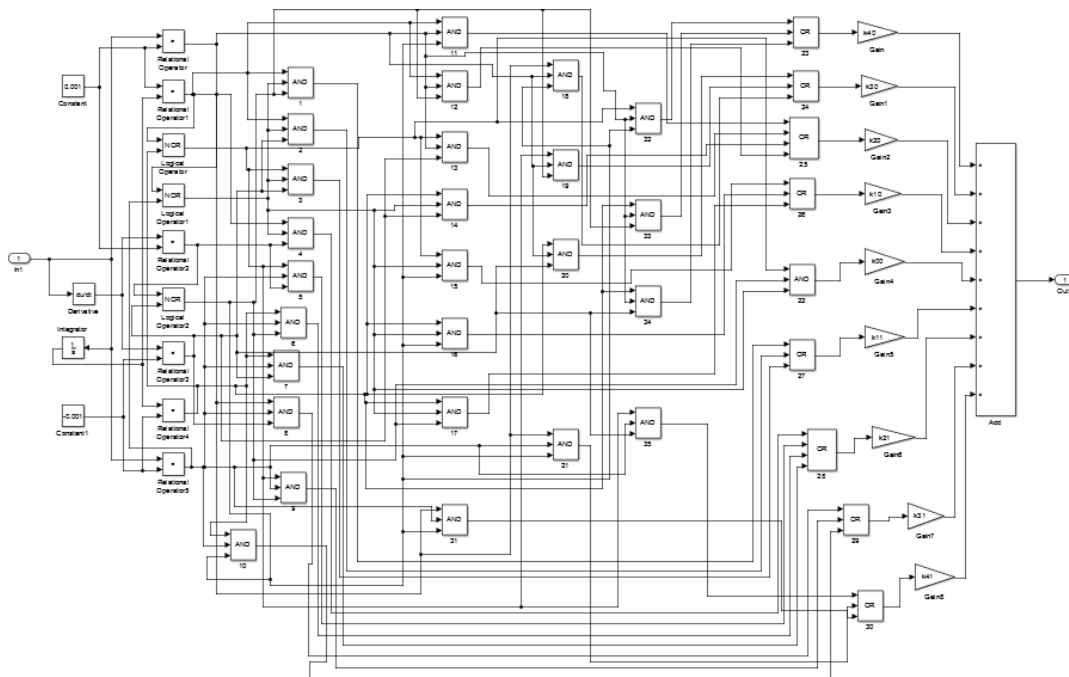 1
In1
0.001
Constant
-0.001
Constant1
du/dt
Derivative
Integrator
1
s
Relational
Operator
Relational
Operator1
NOR
Logical
Operator
NOR
Logical
Operator1
Relational
Operator2
NOR
Logical
Operator2
Relational
Operator3
Relational
Operator4
Relational
Operator5
AND
1
AND
2
AND
3
AND
4
AND
5
AND
6
AND
7
AND
8
AND
9
AND
10
AND
11
AND
12
AND
13
AND
14
AND
15
AND
16
AND
17
AND
31
AND
18
AND
19
AND
20
AND
21
AND
32
AND
33
AND
34
AND
35
OR
23
OR
24
OR
25
OR
26
AND
22
OR
27
OR
28
OR
29
OR
30
k40
Gain
k30
Gain1
k20
Gain2
k10
Gain3
k00
Gain4
k11
Gain5
k21
Gain6
k31
Gain7
k41
Gain8
Add
1